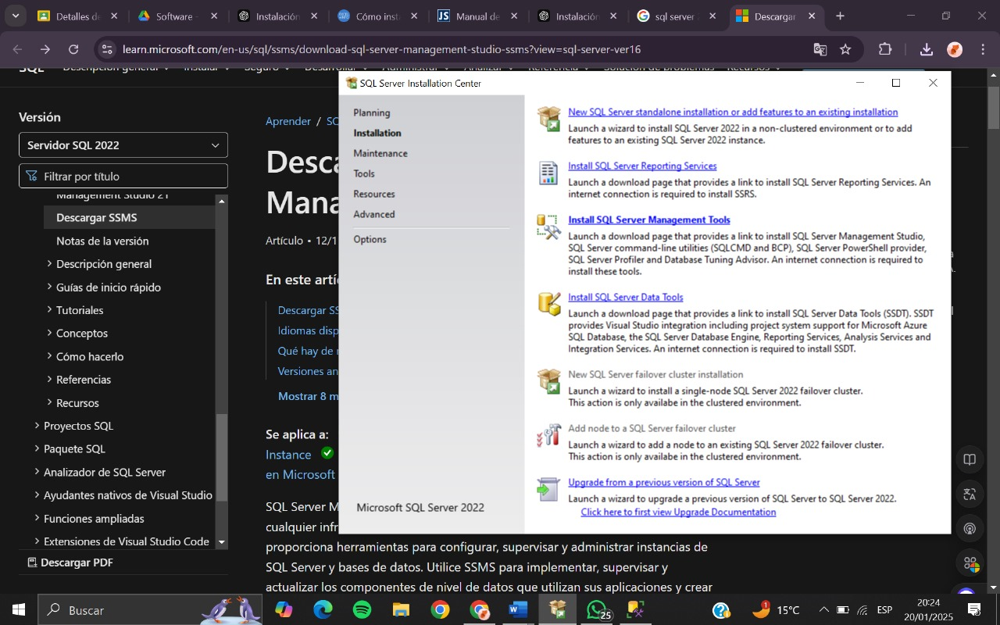 Detalles de
Software -
Instalación
Cómo inst
Manual de
Instalación
sql server
Descargar
learn.microsoft.com/en-us/sql/ssms/download-sql-server-management-studio-ssms?view=sql-server-ver16
SQL Server Installation Center
Versión
Servidor SQL 2022
Filtrar por título
Management Studio 21
Descargar SSMS
Notas de la versión
Descripción general
Guías de inicio rápido
Tutoriales
Conceptos
Cómo hacerlo
Referencias
Recursos
Proyectos SQL
Paquete SQL
Analizador de SQL Server
Ayudantes nativos de Visual Studio
Funciones ampliadas
Extensiones de Visual Studio Code
Descargar PDF
Aprender / SQ
Desca
Mana
Artículo • 12/1
En este artíc
Descargar SS
Idiomas disp
Qué hay de n
Versiones an
Mostrar 8 m
Se aplica a:
Instance
en Microsoft
SQL Server M
cualquier infr
proporciona herramientas para configurar, supervisar y administrar instancias de
SQL Server y bases de datos. Utilice SSMS para implementar, supervisar y
actualizar los componentes de nivel de datos que utilizan sus aplicaciones y crear
Planning
Installation
Maintenance
Tools
Resources
Advanced
Options
Microsoft SQL Server 2022
New SQL Server standalone installation or add features to an existing installation
Launch a wizard to install SQL Server 2022 in a non-clustered environment or to add
features to an existing SQL Server 2022 instance.
Install SQL Server Reporting Services
Launch a download page that provides a link to install SQL Server Reporting Services. An
internet connection is required to install SSRS.
Install SQL Server Management Tools
Launch a download page that provides a link to install SQL Server Management Studio,
SQL Server command-line utilities (SQLCMD and BCP), SQL Server PowerShell provider,
SQL Server Profiler and Database Tuning Advisor. An internet connection is required to
install these tools.
Install SQL Server Data Tools
Launch a download page that provides a link to install SQL Server Data Tools (SSDT). SSDT
provides Visual Studio integration including project system support for Microsoft Azure
SQL Database, the SQL Server Database Engine, Reporting Services, Analysis Services and
Integration Services. An internet connection is required to install SSDT.
New SQL Server failover cluster installation
Launch a wizard to install a single-node SQL Server 2022 failover cluster.
This action is only availabe in the clustered environment.
Add node to a SQL Server failover cluster
Launch a wizard to add a node to an existing SQL Server 2022 failover cluster.
This action is only availabe in the clustered environment.
Upgrade from a previous version of SQL Server
Launch a wizard to upgrade a previous version of SQL Server to SQL Server 2022.
Click here to first view Upgrade Documentation
Buscar
25
1
15°C
ESP
20:24
20/01/2025